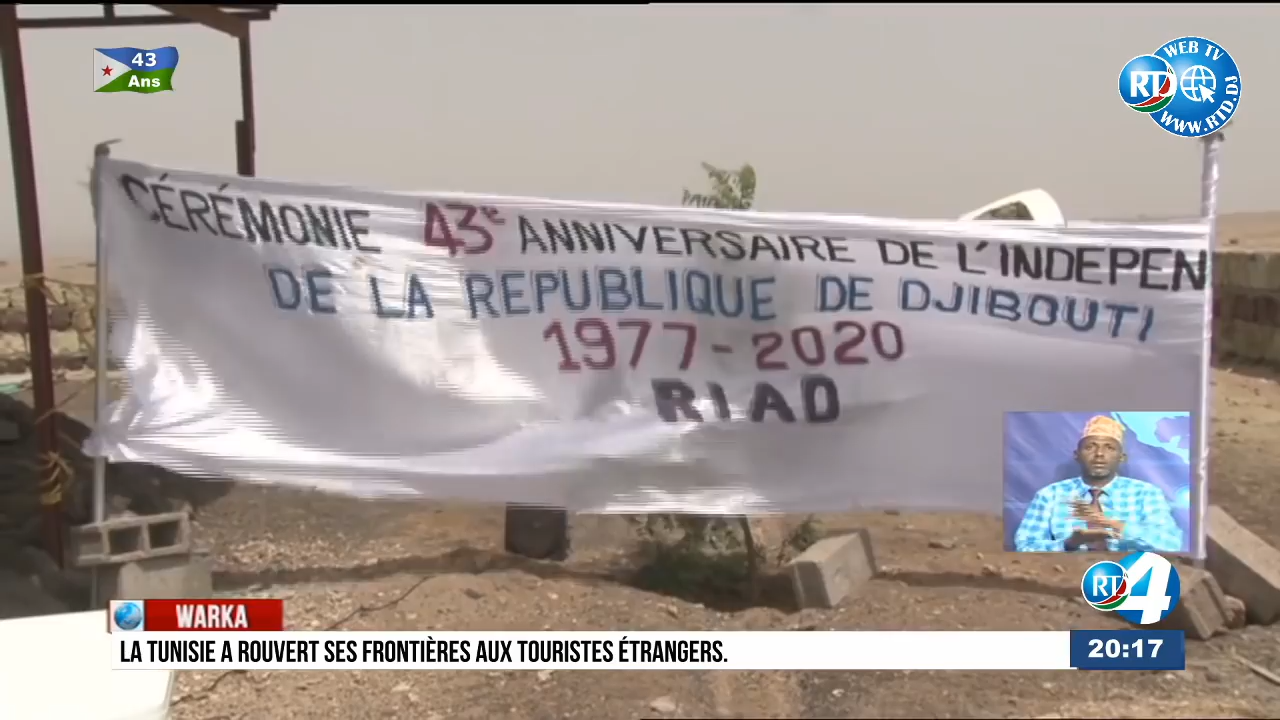 43
Ans
WEB TV
RTD
WWW.RTD.DJ
CÉRÉMONIE 43e ANNIVERSAIRE DE L'INDEPEN
DE LA REPUBLIQUE DE DJIBOUTI
1977-2020
RIAD
RT 4
WARKA
LA TUNISIE A ROUVERT SES FRONTIÈRES AUX TOURISTES ÉTRANGERS.
20:17